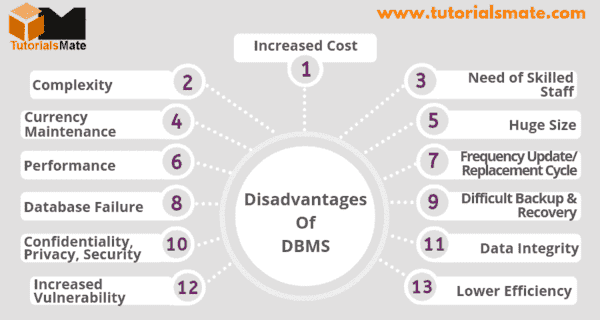 TutorialsMate
www.tutorialsmate.com
Increased Cost
1
Complexity
2
3
Need of Skilled
Staff
Currency
Maintenance
4
5
Huge Size
Performance
6
7
Frequency Update/
Replacement Cycle
Database Failure
8
9
Difficult Backup &
Recovery
Confidentiality,
Privacy, Security
10
11
Data Integrity
Increased
Vulnerability
12
13
Lower Efficiency
Disadvantages
Of
DBMS